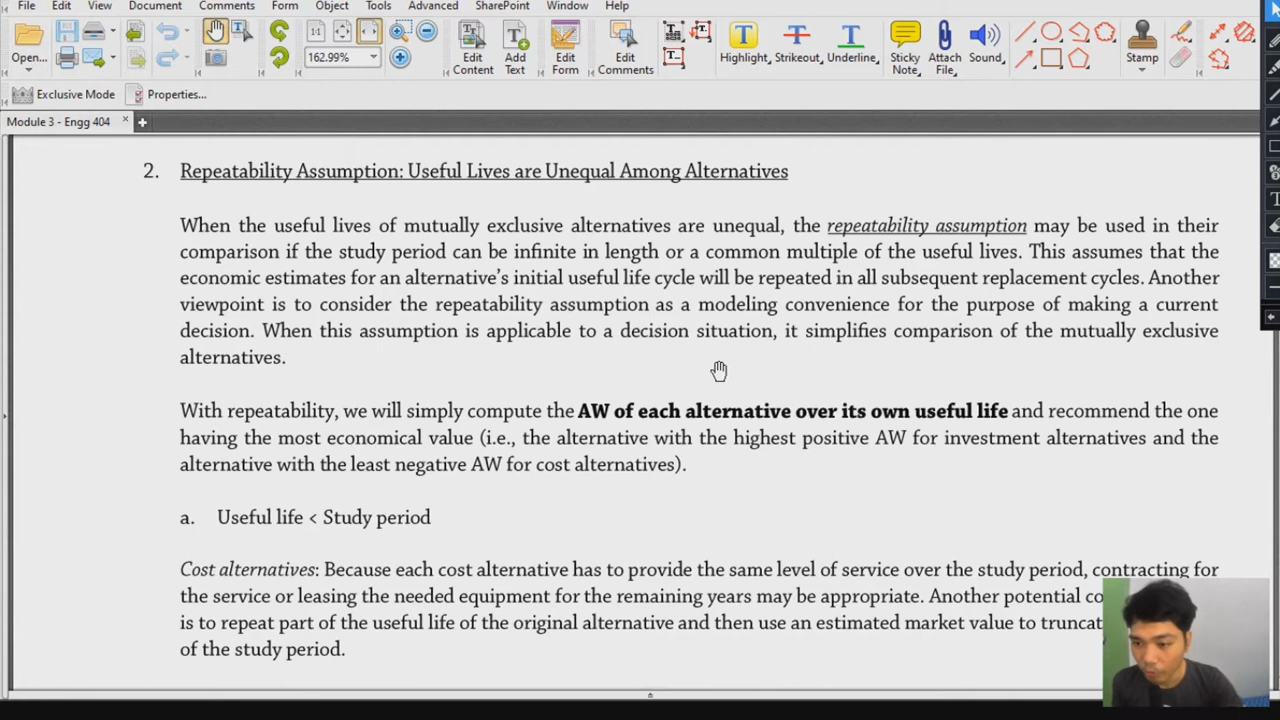 File Edit View Document Comments Form Object Tools Advanced SharePoint Window Help
Open...
162.99%
Edit Content
Add Text
Edit Form
Edit Comments
Highlight
Strikeout
Underline
Sticky Note
Attach File
Sound
Stamp
Exclusive Mode Properties...
Module 3 - Engg 404
2. Repeatability Assumption: Useful Lives are Unequal Among Alternatives
When the useful lives of mutually exclusive alternatives are unequal, the repeatability assumption may be used in their
comparison if the study period can be infinite in length or a common multiple of the useful lives. This assumes that the
economic estimates for an alternative's initial useful life cycle will be repeated in all subsequent replacement cycles. Another
viewpoint is to consider the repeatability assumption as a modeling convenience for the purpose of making a current
decision. When this assumption is applicable to a decision situation, it simplifies comparison of the mutually exclusive
alternatives.
With repeatability, we will simply compute the AW of each alternative over its own useful life and recommend the one
having the most economical value (i.e., the alternative with the highest positive AW for investment alternatives and the
alternative with the least negative AW for cost alternatives).
a. Useful life < Study period
Cost alternatives: Because each cost alternative has to provide the same level of service over the study period, contracting for
the service or leasing the needed equipment for the remaining years may be appropriate. Another potential
is to repeat part of the useful life of the original alternative and then use an estimated market value to
of the study period.